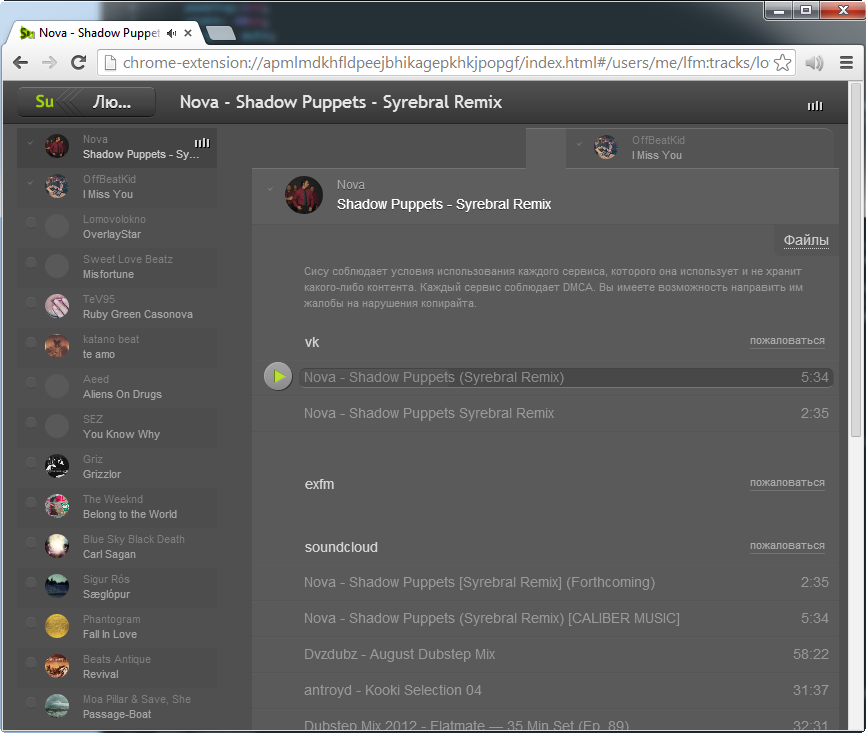 Nova - Shadow Puppet
chrome-extension://apmlmdkhfldpeejbhikagepkhkjpopgf/index.html#/users/me/lfm:tracks/lo
Su
Лю...
Nova - Shadow Puppets - Syrebral Remix
Nova
Shadow Puppets - Sy...
OffBeatKid
I Miss You
Lomovolokno
OverlayStar
Sweet Love Beatz
Misfortune
TeV95
Ruby Green Casonova
katano beat
te amo
Aeed
Aliens On Drugs
SEZ
You Know Why
Griz
Grizzlor
The Weeknd
Belong to the World
Blue Sky Black Death
Carl Sagan
Sigur Rós
Sæglópur
Phantogram
Fall In Love
Beats Antique
Revival
Moa Pillar & Save, She
Passage-Boat
OffBeatKid
I Miss You
Nova
Shadow Puppets - Syrebral Remix
Файлы
Сису соблюдает условия использования каждого сервиса, которого она использует и не хранит
какого-либо контента. Каждый сервис соблюдает DMCA. Вы имеете возможность направить им
жалобы на нарушения копирайта.
vk
пожаловаться
Nova - Shadow Puppets (Syrebral Remix) 5:34
Nova - Shadow Puppets Syrebral Remix 2:35
exfm
пожаловаться
soundcloud
пожаловаться
Nova - Shadow Puppets [Syrebral Remix] (Forthcoming) 2:35
Nova - Shadow Puppets (Syrebral Remix) [CALIBER MUSIC] 5:34
Dvzdubz - August Dubstep Mix 58:22
antroyd - Kooki Selection 04 31:37
Dubstep Mix 2012 - Flatmate — 35 Min Set (Ep. 89) 32:31